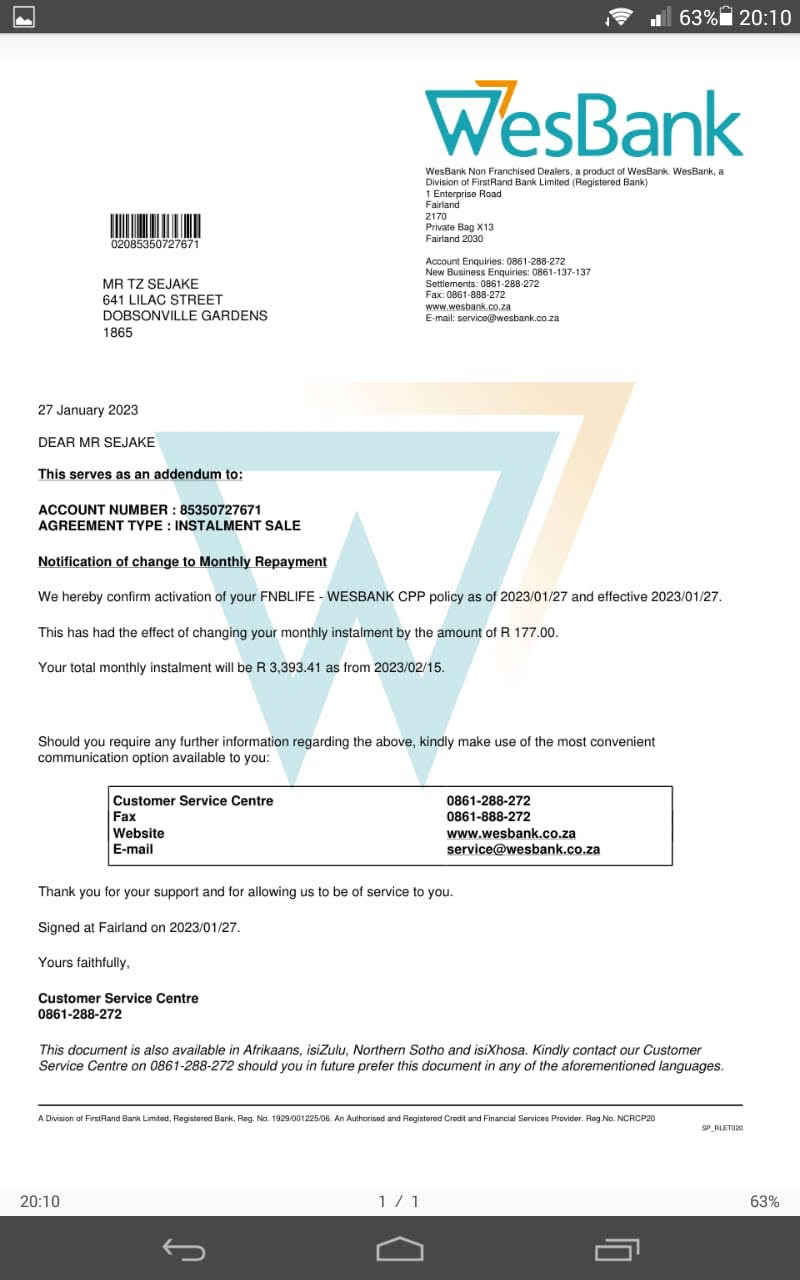 63% 20:10
WesBank
WesBank Non Franchised Dealers, a product of WesBank. WesBank, a
Division of FirstRand Bank Limited (Registered Bank)
1 Enterprise Road
Fairland
2170
Private Bag X13
Fairland 2030
Account Enquiries: 0861-288-272
New Business Enquiries: 0861-137-137
Settlements: 0861-288-272
Fax: 0861-888-272
www.wesbank.co.za
E-mail: service@wesbank.co.za
02085350727671
MR TZ SEJAKE
641 LILAC STREET
DOBSONVILLE GARDENS
1865
27 January 2023
DEAR MR SEJAKE
This serves as an addendum to:
ACCOUNT NUMBER : 85350727671
AGREEMENT TYPE : INSTALMENT SALE
Notification of change to Monthly Repayment
We hereby confirm activation of your FNBLIFE - WESBANK CPP policy as of 2023/01/27 and effective 2023/01/27.
This has had the effect of changing your monthly instalment by the amount of R 177.00.
Your total monthly instalment will be R 3,393.41 as from 2023/02/15.
Should you require any further information regarding the above, kindly make use of the most convenient
communication option available to you:
Customer Service Centre 0861-288-272
Fax 0861-888-272
Website www.wesbank.co.za
E-mail service@wesbank.co.za
Thank you for your support and for allowing us to be of service to you.
Signed at Fairland on 2023/01/27.
Yours faithfully,
Customer Service Centre
0861-288-272
This document is also available in Afrikaans, isiZulu, Northern Sotho and isiXhosa. Kindly contact our Customer
Service Centre on 0861-288-272 should you in future prefer this document in any of the aforementioned languages.
A Division of FirstRand Bank Limited, Registered Bank, Reg. No. 1929/001225/06. An Authorised and Registered Credit and Financial Services Provider. Reg.No. NCRCP20
SP_RLET020
20:10 1 / 1 63%